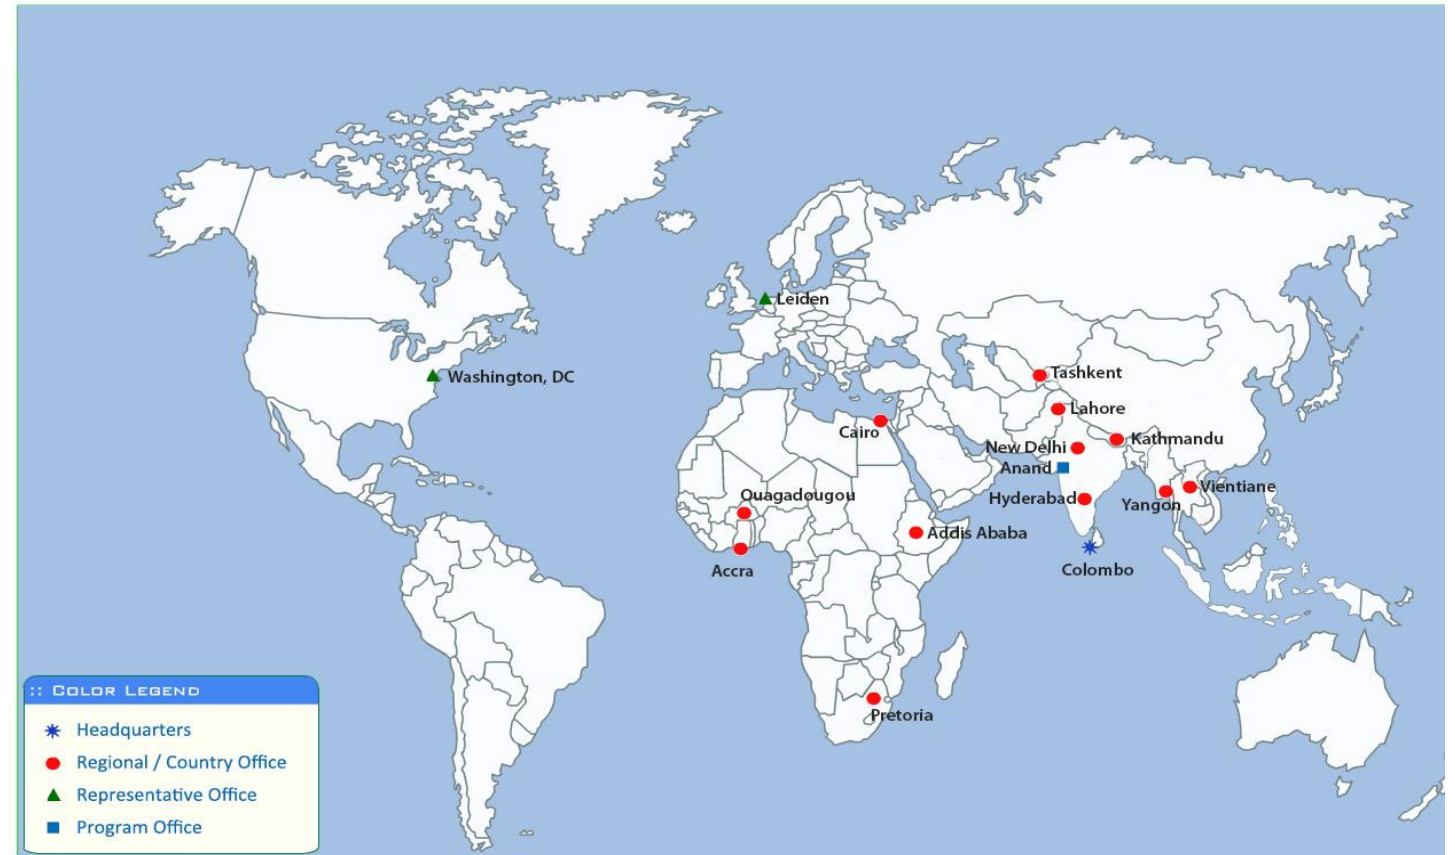 Leiden
Washington, DC
Tashkent
Lahore
Cairo
Kathmandu
New Delhi
Anand
Vientiane
Ouagadougou
Hyderabad
Yangon
Addis Ababa
Accra
Colombo
Pretoria
:: COLOR LEGEND
Headquarters
Regional / Country Office
Representative Office
Program Office